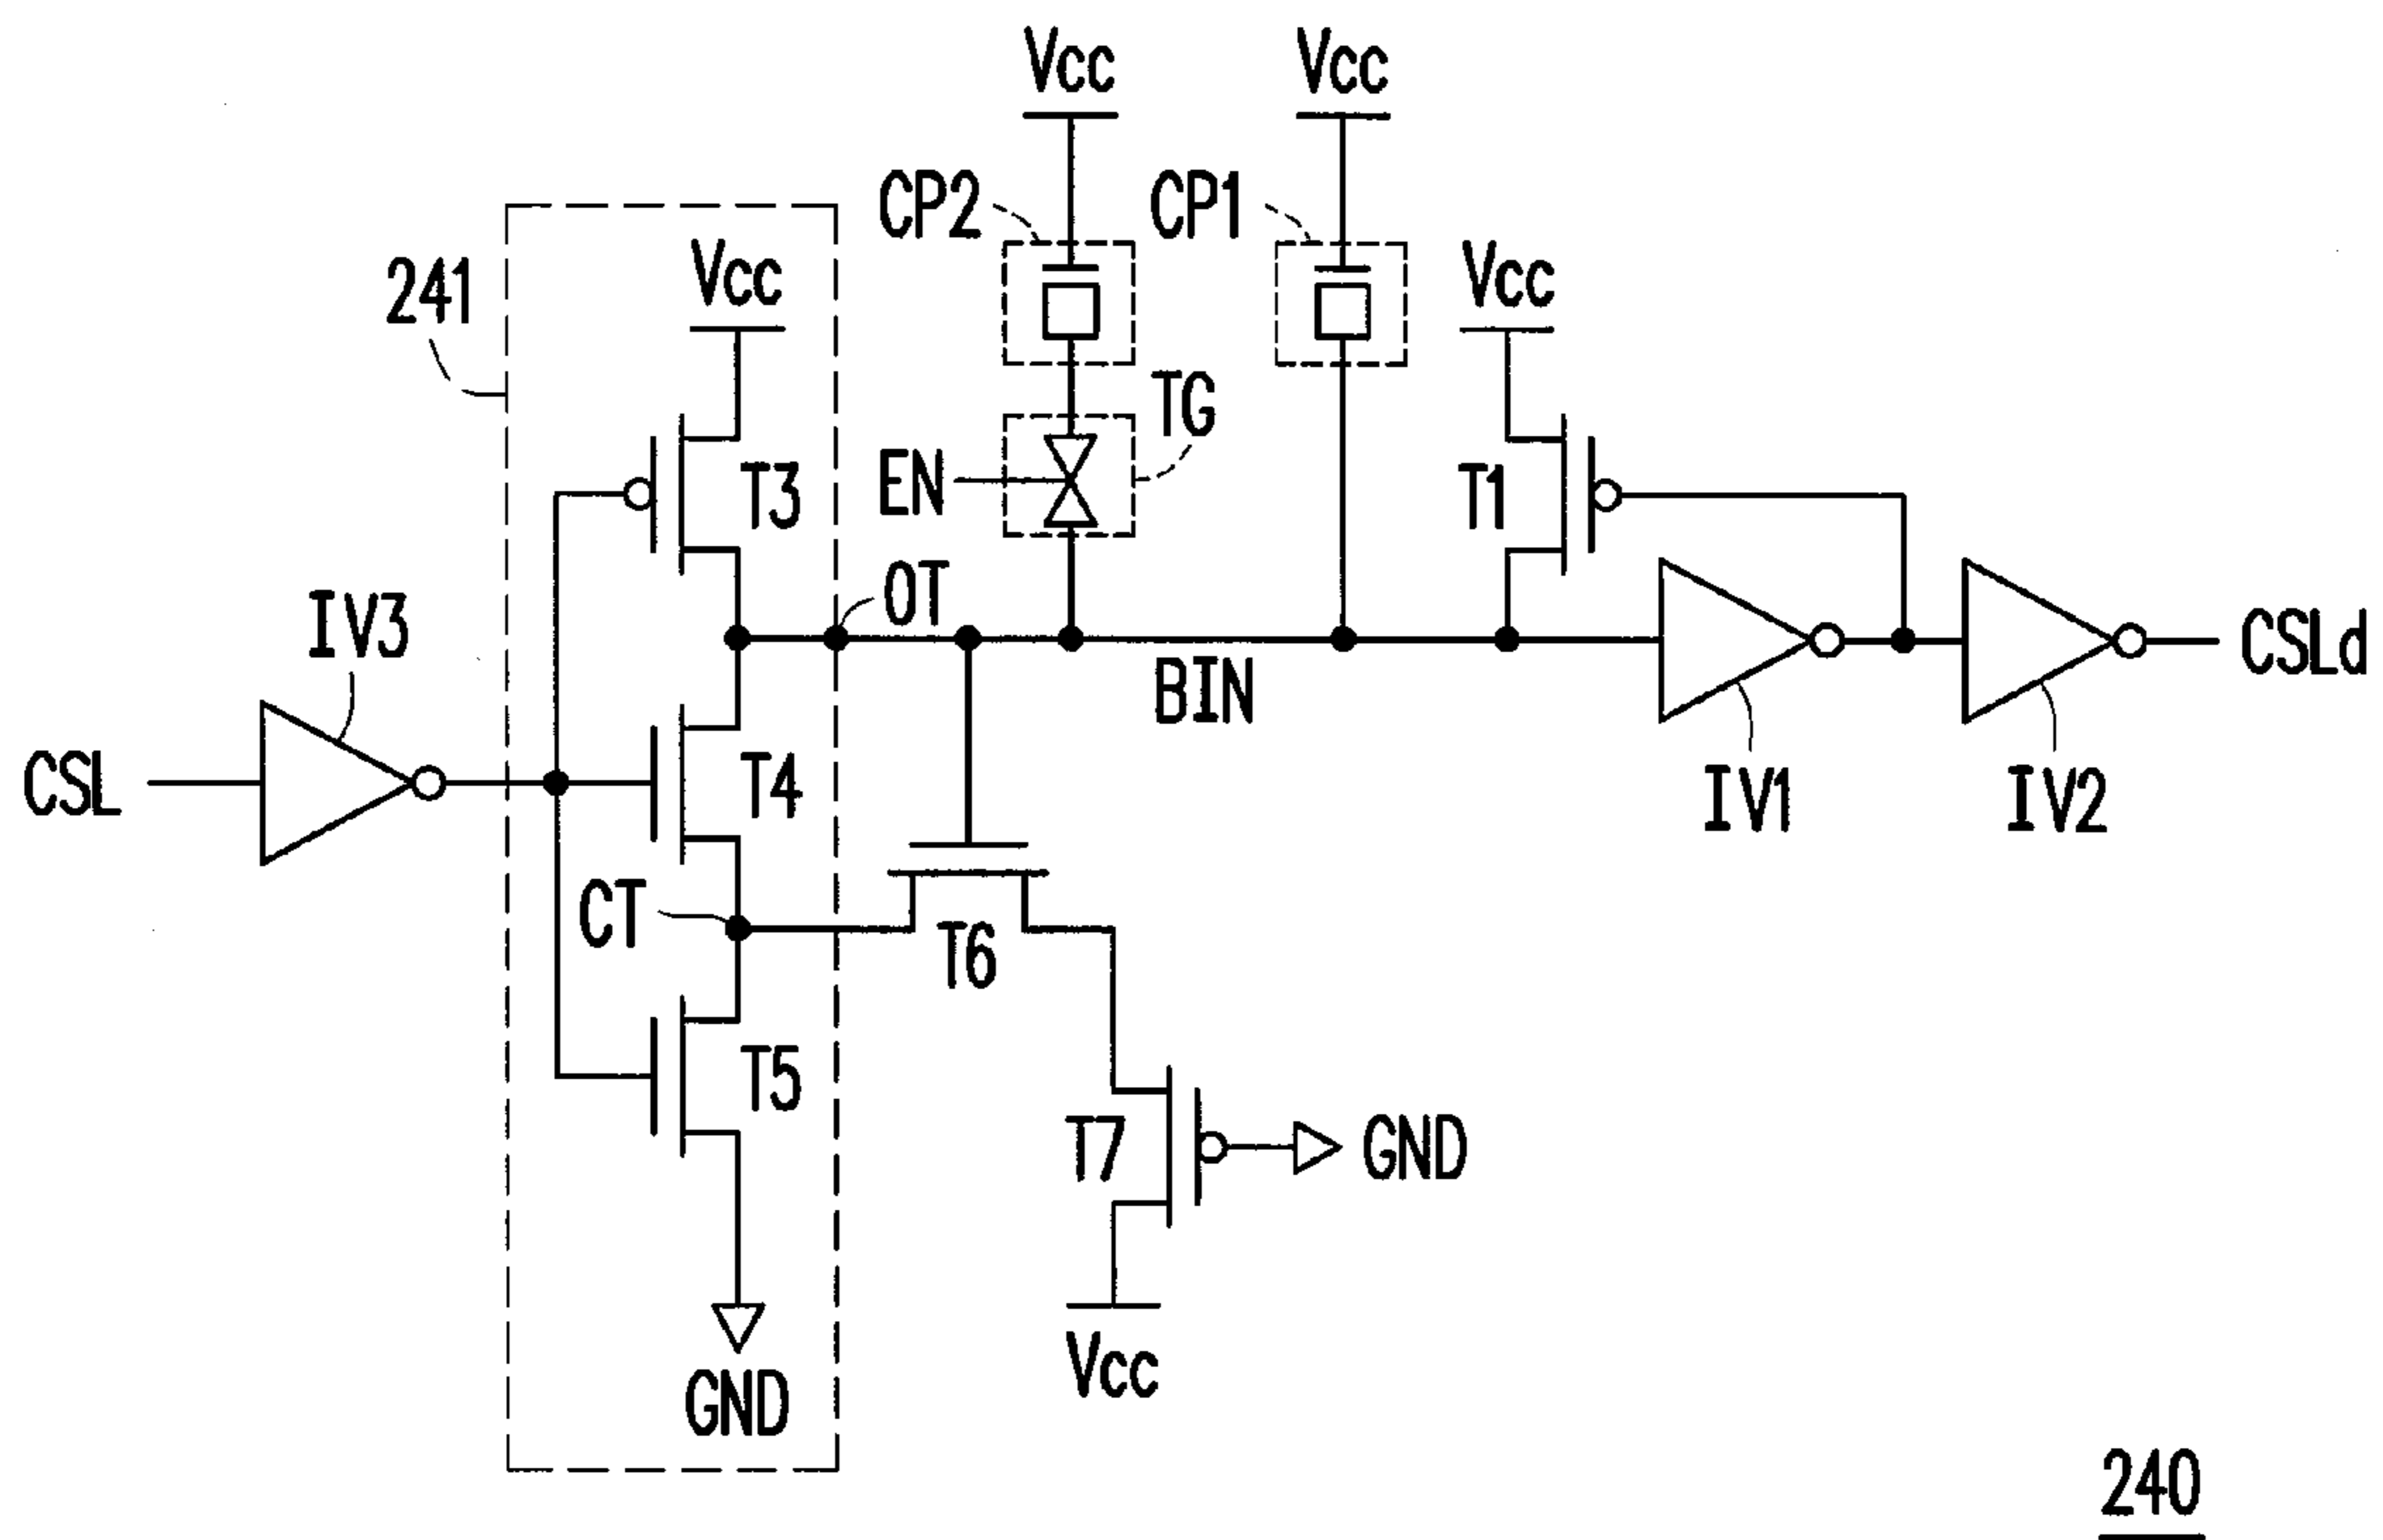 Vcc
Vcc
CP2
CP1
Vcc
Vcc
241
TG
EN
T3
T1
OT
IV3
CSLd
BIN
CSL
T4
IV1
IV2
CT
T6
T5
T7
GND
Vcc
GND
240